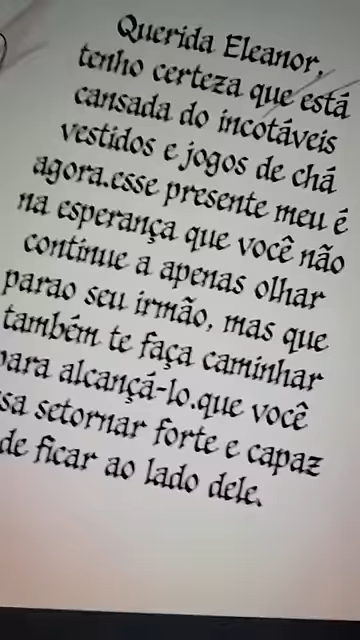 Querida Eleanor,
tenho certeza que está
cansada do incotáveis
vestidos e jogos de chá
agora.esse presente meu é
na esperança que você não
contínue a apenas olhar
parao seu irmão, mas que
também te faça caminhar
para alcançá-lo.que você
sa setornar forte e capaz
de ficar ao lado dele.